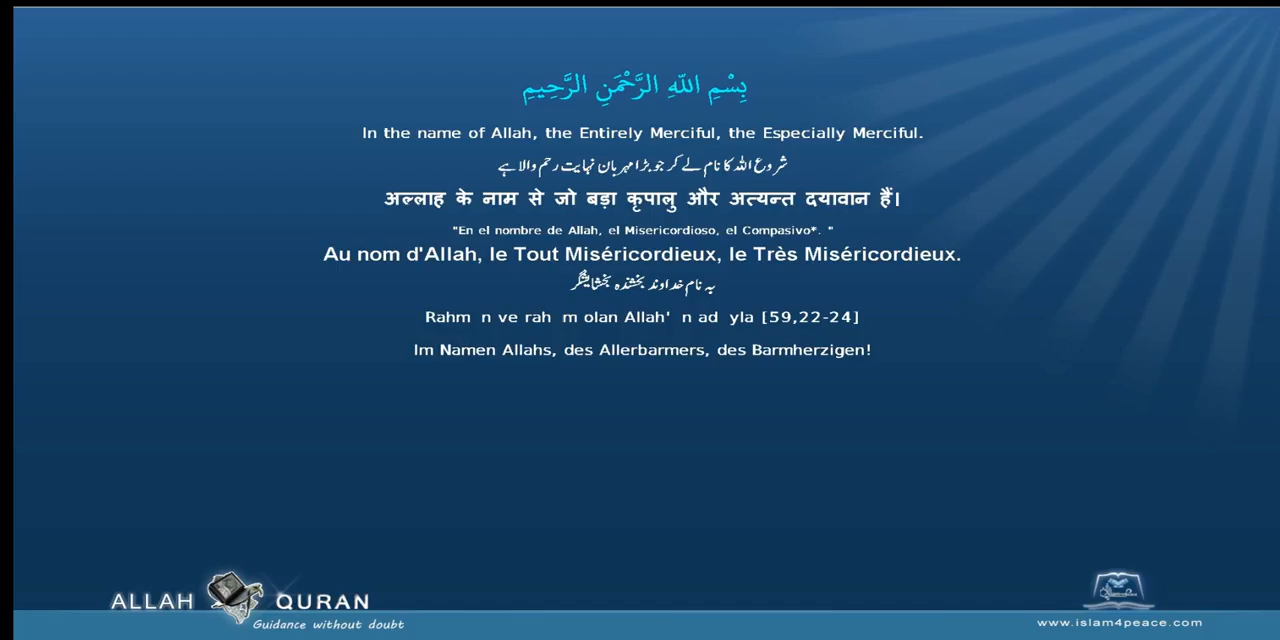 بِسْمِ اللّهِ الرَّحْمَنِ الرَّحِيمِ
In the name of Allah, the Entirely Merciful, the Especially Merciful.
شروع الله کا نام لے کر جو بڑا مہربان نہایت رحم والا ہے
अल्लाह के नाम से जो बड़ा कृपालु और अत्यन्त दयावान हैं।
"En el nombre de Allah, el Misericordioso, el Compasivo*. "
Au nom d'Allah, le Tout Miséricordieux, le Très Miséricordieux.
به نام خداوند بخشنده بخشایشگر
Rahm n ve rah m olan Allah' n ad yla [59,22-24]
Im Namen Allahs, des Allerbarmers, des Barmherzigen!
ALLAH QURAN
Guidance without doubt
www.islam4peace.com